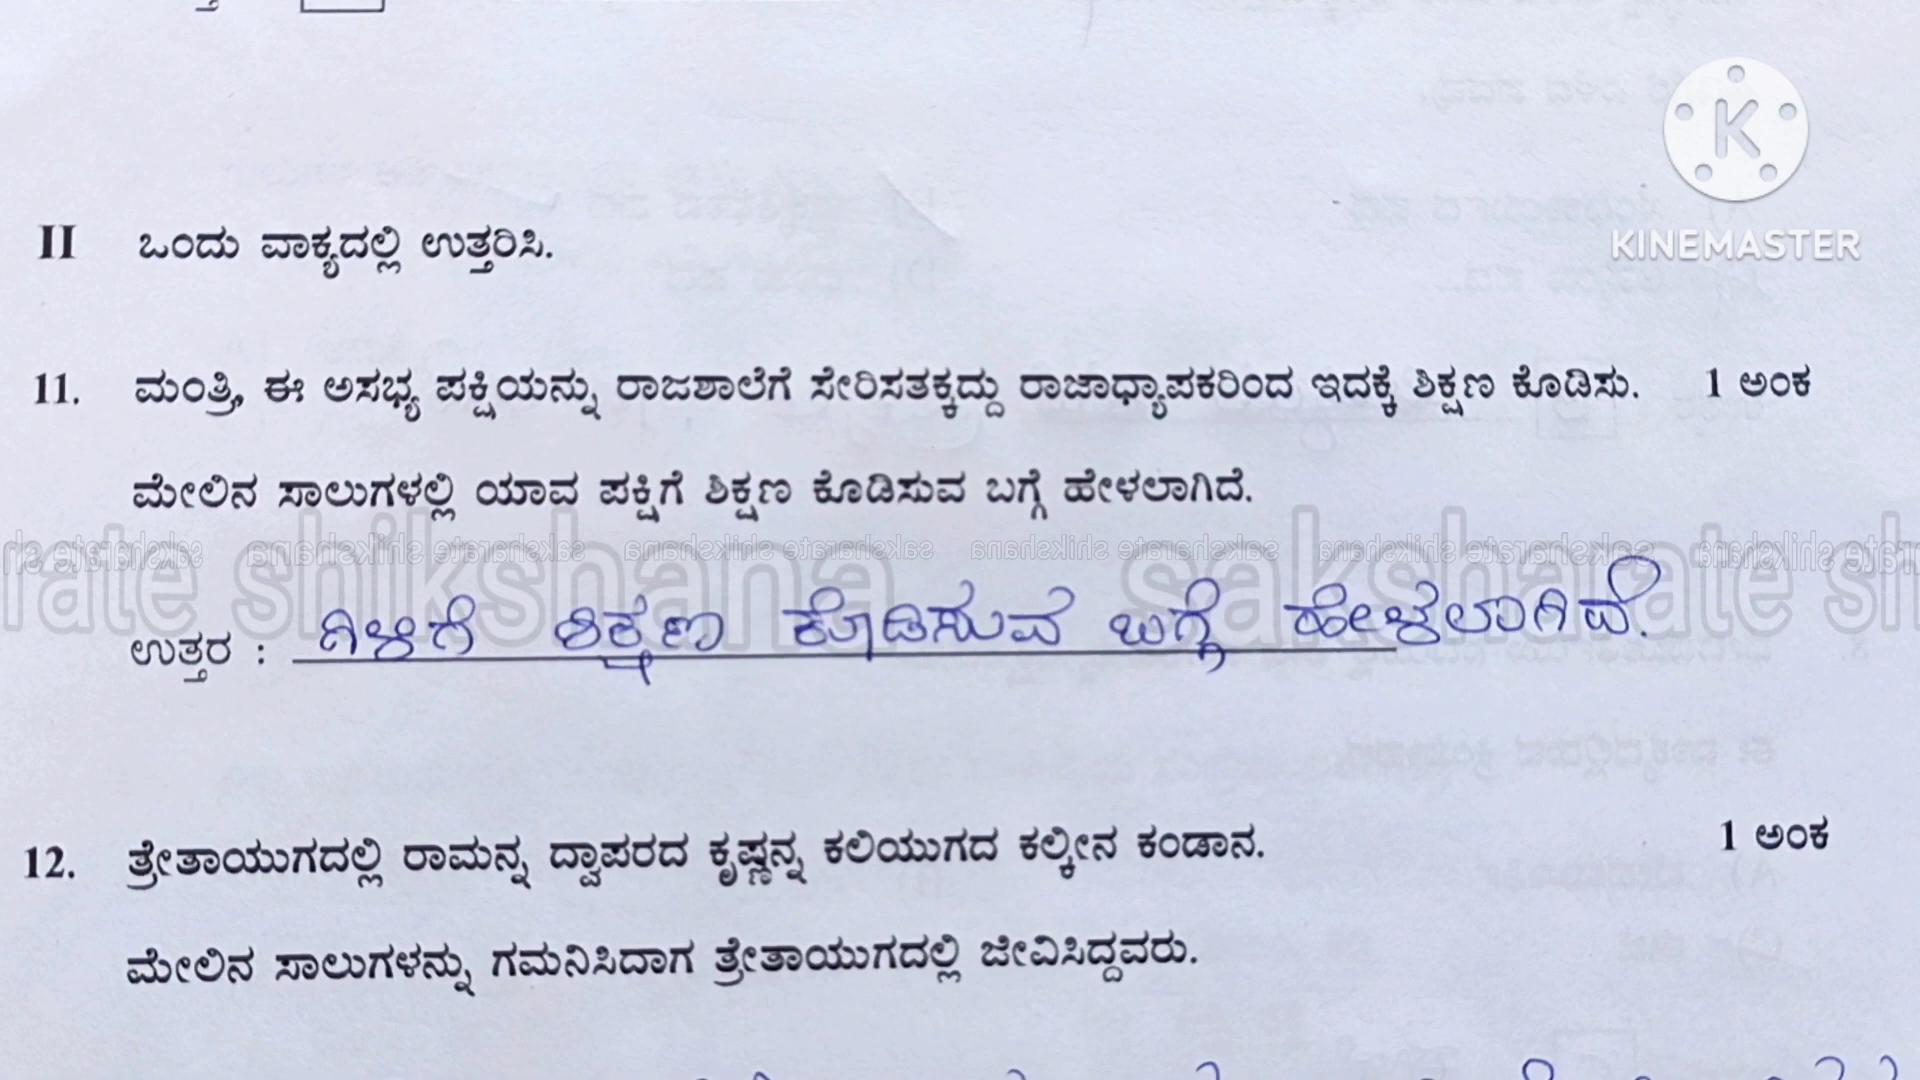 KINEMASTER
II ಒಂದು ವಾಕ್ಯದಲ್ಲಿ ಉತ್ತರಿಸಿ.
11. ಮಂತ್ರಿ, ಈ ಅಸಭ್ಯ ಪಕ್ಷಿಯನ್ನು ರಾಜಶಾಲೆಗೆ ಸೇರಿಸತಕ್ಕದ್ದು ರಾಜಾಧ್ಯಾಪಕರಿಂದ ಇದಕ್ಕೆ ಶಿಕ್ಷಣ ಕೊಡಿಸು. 1 ಅಂಕ
ಮೇಲಿನ ಸಾಲುಗಳಲ್ಲಿ ಯಾವ ಪಕ್ಷಿಗೆ ಶಿಕ್ಷಣ ಕೊಡಿಸುವ ಬಗ್ಗೆ ಹೇಳಲಾಗಿದೆ.
saksharate shikshana
ಉತ್ತರ : ಗಿಳಿಗೆ ಶಿಕ್ಷಣ ಕೊಡಿಸುವ ಬಗ್ಗೆ ಹೇಳಲಾಗಿದೆ.
12. ತ್ರೇತಾಯುಗದಲ್ಲಿ ರಾಮನ್ನ ದ್ವಾಪರದ ಕೃಷ್ಣನ್ನ ಕಲಿಯುಗದ ಕಲ್ಕೀನ ಕಂಡಾನ. 1 ಅಂಕ
ಮೇಲಿನ ಸಾಲುಗಳನ್ನು ಗಮನಿಸಿದಾಗ ತ್ರೇತಾಯುಗದಲ್ಲಿ ಜೀವಿಸಿದ್ದವರು.